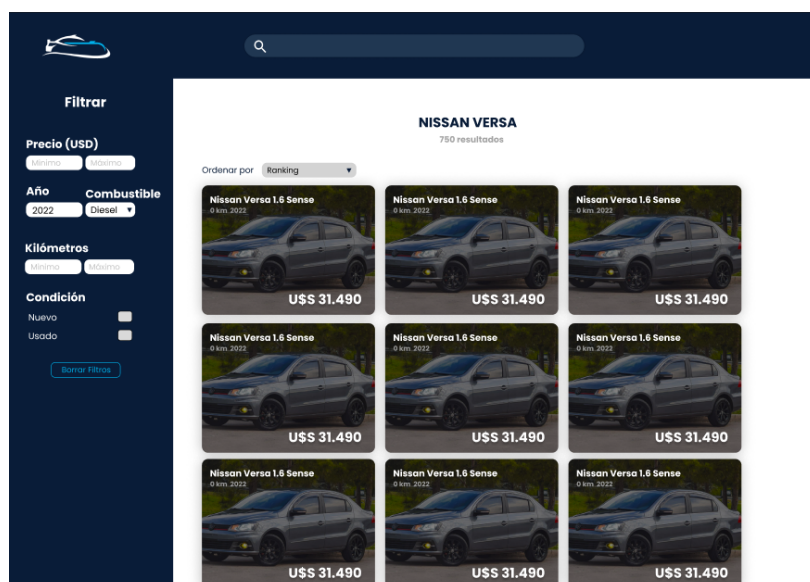 Filtrar
Precio (USD)
Minimo Máximo
Año Combustible
2022 Diesel
Kilómetros
Minimo Máximo
Condición
Nuevo
Usado
Borrar Filtros
NISSAN VERSA
750 resultados
Ordenar por Ranking
Nissan Versa 1.6 Sense
0 km. 2022
U$S 31.490
Nissan Versa 1.6 Sense
0 km. 2022
U$S 31.490
Nissan Versa 1.6 Sense
0 km. 2022
U$S 31.490
Nissan Versa 1.6 Sense
0 km. 2022
U$S 31.490
Nissan Versa 1.6 Sense
0 km. 2022
U$S 31.490
Nissan Versa 1.6 Sense
0 km. 2022
U$S 31.490
Nissan Versa 1.6 Sense
0 km. 2022
U$S 31.490
Nissan Versa 1.6 Sense
0 km. 2022
U$S 31.490
Nissan Versa 1.6 Sense
0 km. 2022
U$S 31.490